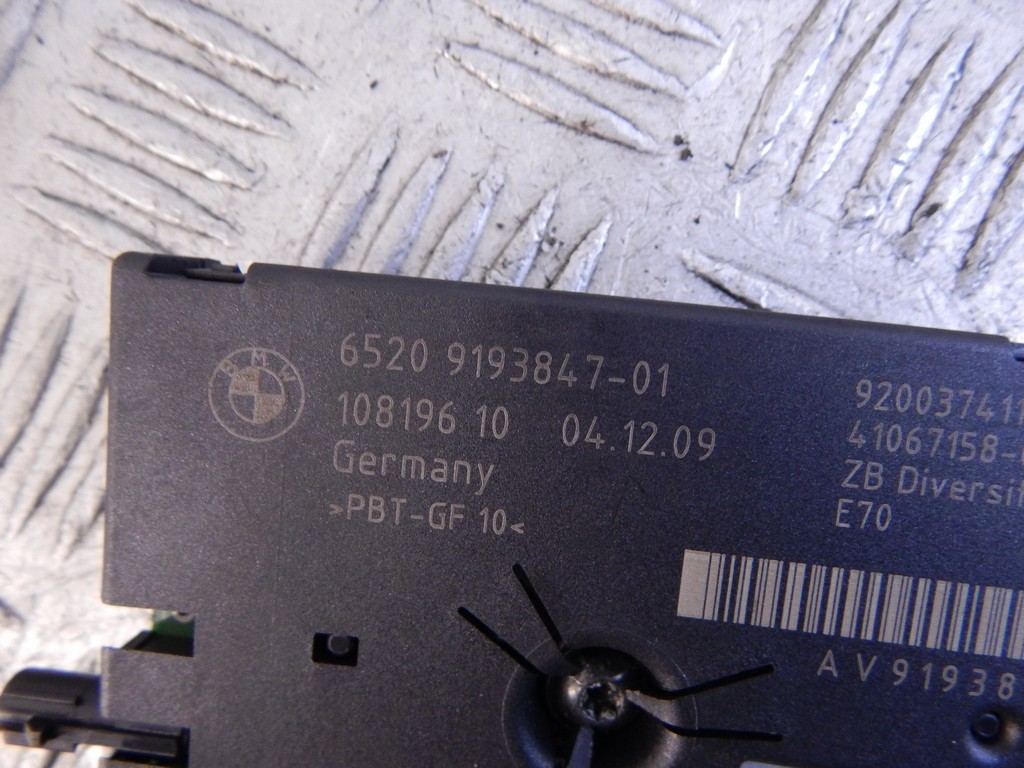 BMW
6520 9193847-01
108196 10 04.12.09
Germany
>PBT-GF 10<
ZB
E70